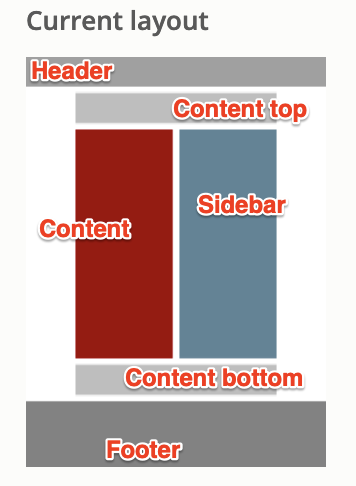 Current layout
Header
Content top
Sidebar
Content
Content bottom
Footer